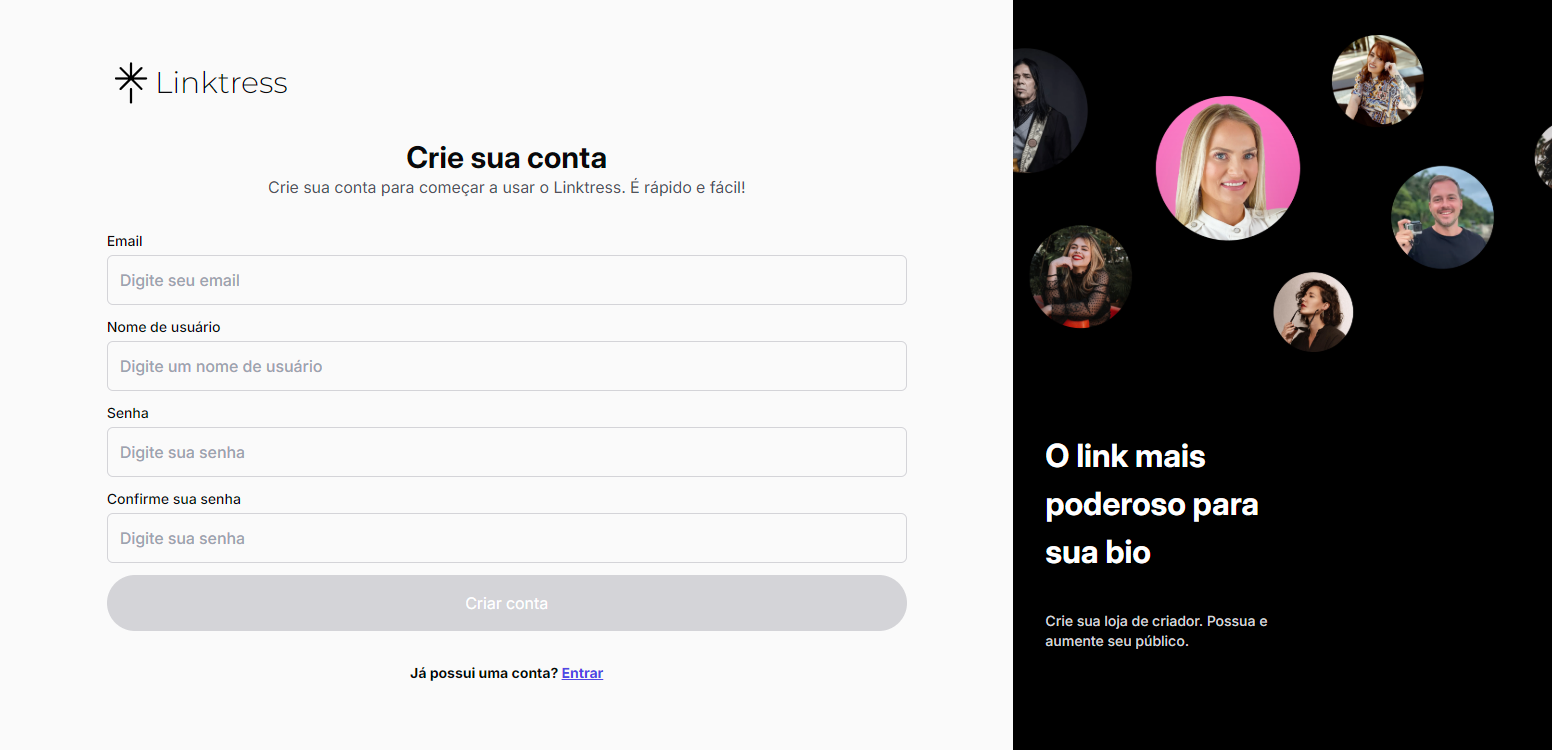 Linktress
Crie sua conta
Crie sua conta para começar a usar o Linktress. É rápido e fácil!
Email
Digite seu email
Nome de usuário
Digite um nome de usuário
Senha
Digite sua senha
Confirme sua senha
Digite sua senha
Criar conta
Já possui uma conta? Entrar
O link mais
poderoso para
sua bio
Crie sua loja de criador. Possua e
aumente seu público.